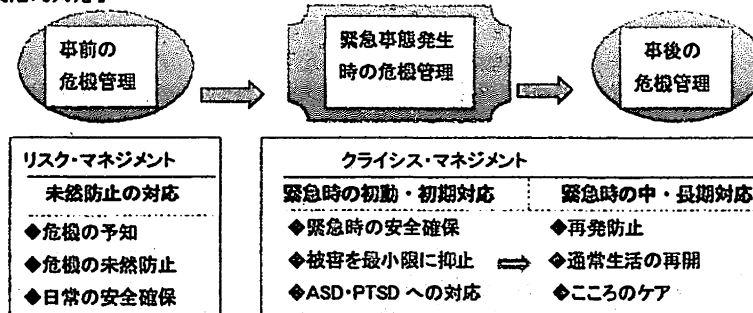 事前の
危機管理
緊急事態発生
時の危機管理
事後の
危機管理
リスク・マネジメント
未然防止の対応
◆危機の予知
◆危機の未然防止
◆日常の安全確保
クライシス・マネジメント
緊急時の初動・初期対応
◆緊急時の安全確保
◆被害を最小限に抑止
◆ASD・PTSD への対応
緊急時の中・長期対応
◆再発防止
◆通常生活の再開
◆こころのケア